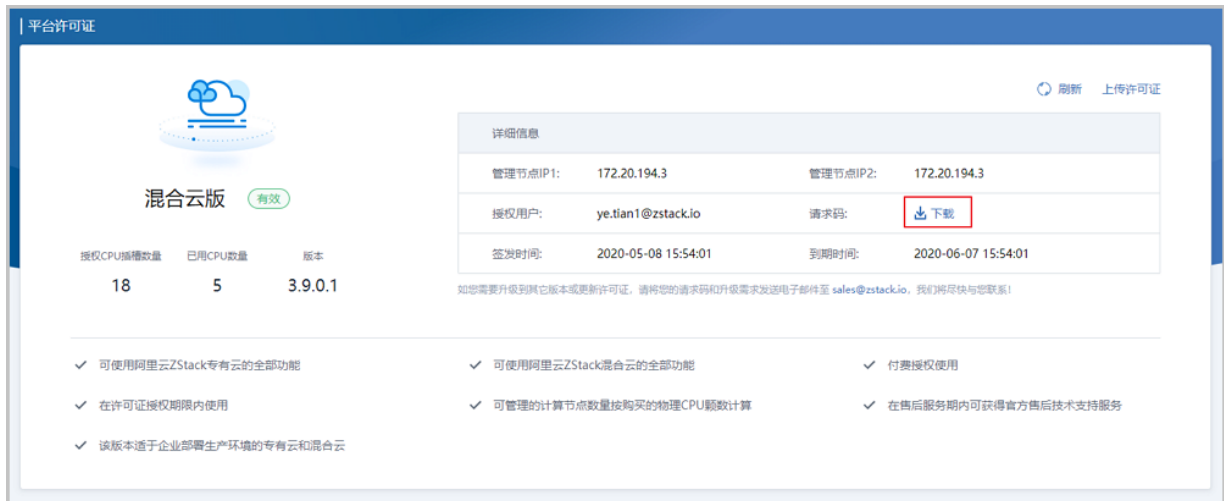 平台许可证
刷新 上传许可证
混合云版 有效
授权CPU插槽数量 已用CPU数量 版本
18 5 3.9.0.1
详细信息
管理节点IP1: 172.20.194.3 管理节点IP2: 172.20.194.3
授权用户: ye.tian1@zstack.io 请求码: 下载
签发时间: 2020-05-08 15:54:01 到期时间: 2020-06-07 15:54:01
如您需要升级到其它版本或更新许可证，请将您的请求码和升级需求发送电子邮件至 sales@zstack.io，我们将尽快与您联系！
可使用阿里云ZStack专有云的全部功能 可使用阿里云ZStack混合云的全部功能 付费授权使用
在许可证授权期限内使用 可管理的计算节点数量按购买的物理CPU颗数计算 在售后服务期内可获得官方售后技术支持服务
该版本适于企业部署生产环境的专有云和混合云